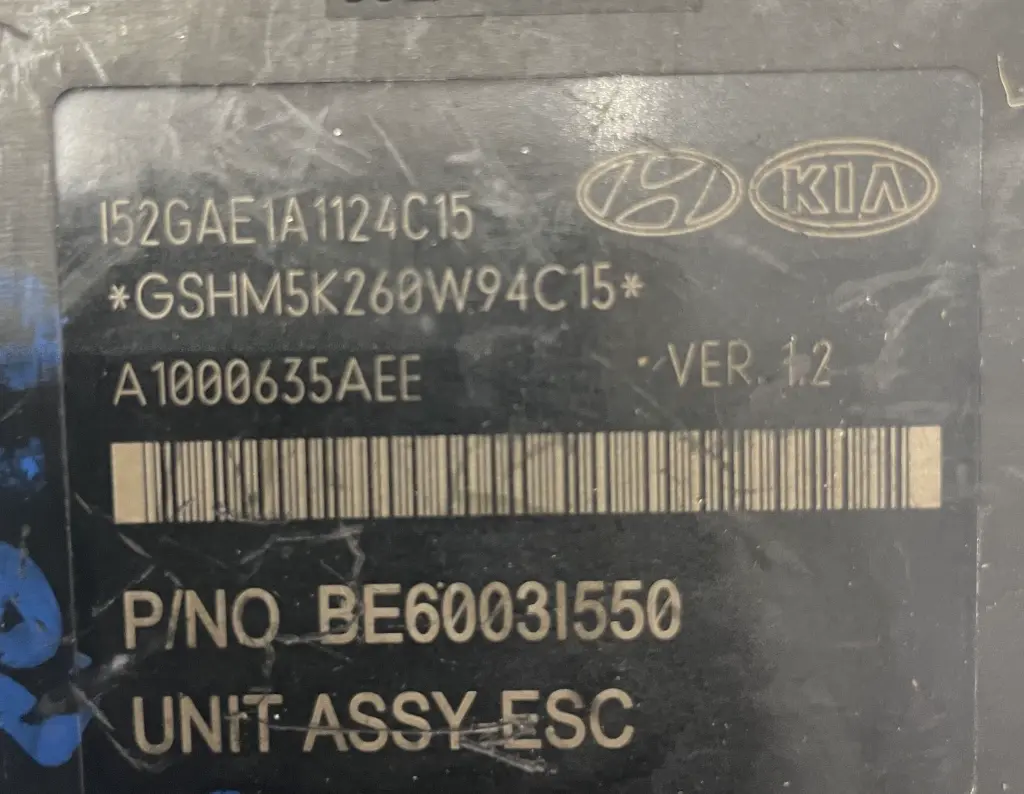 I52GAE1A1124C15
KIA
*GSHM5K260W94C15*
A1000635AEE
VER. 1.2
P/NO BE6003I550
UNIT ASSY-ESC